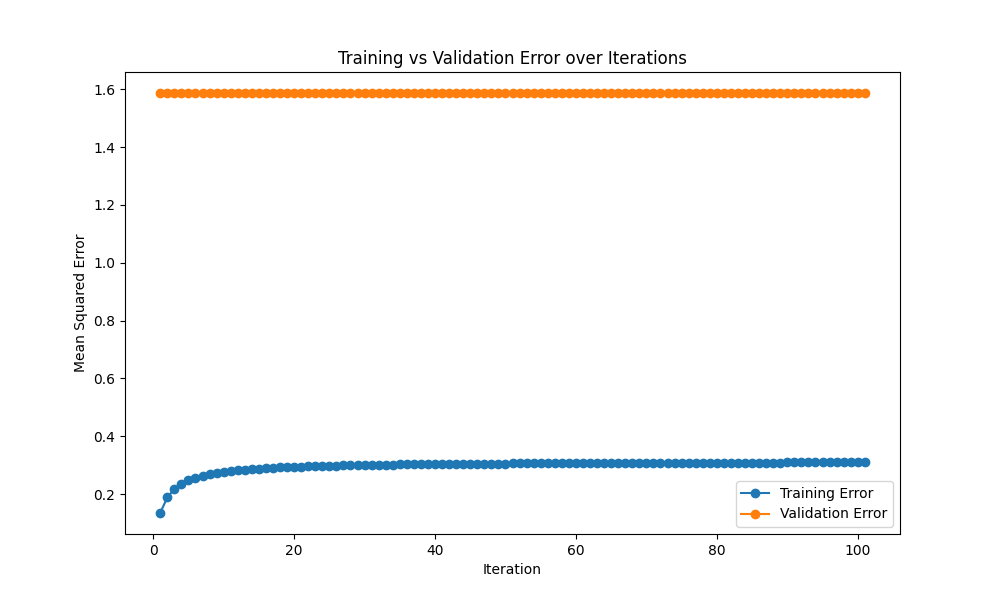 Training vs Validation Error over Iterations
1.6
1.4
1.2
1.0
0.8
0.6
0.4
0.2
Mean Squared Error
0
20
40
60
80
100
Iteration
Training Error
Validation Error